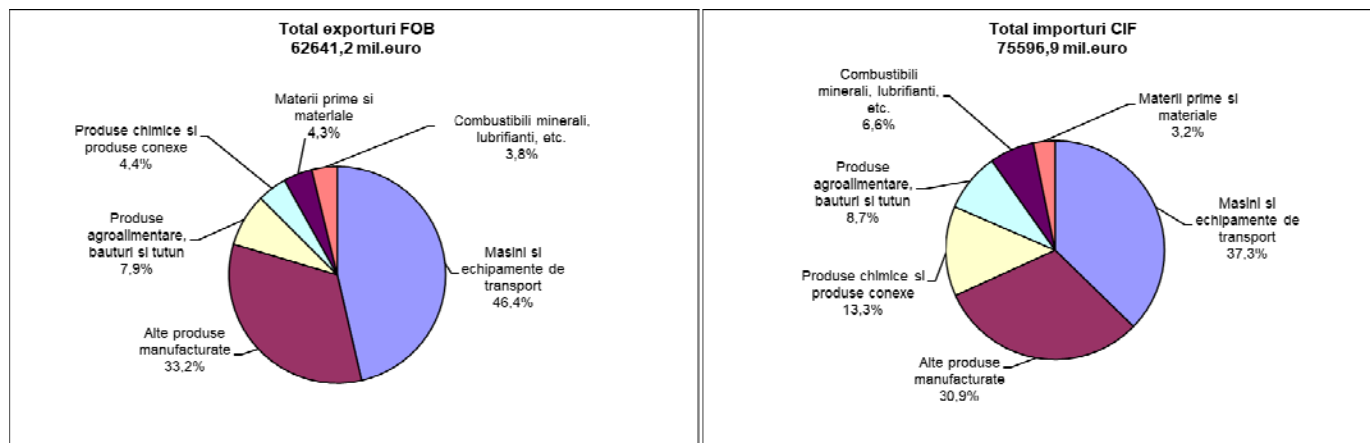 Total exporturi FOB
62641,2 mil.euro
Materii prime si
materiale
4,3%
Combustibili minerali,
lubrifianti, etc.
3,8%
Produse chimice si
produse conexe
4,4%
Produse
agroalimentare,
bauturi si tutun
7,9%
Masini si
echipamente de
transport
46,4%
Alte produse
manufacturate
33,2%
Total importuri CIF
75596,9 mil.euro
Combustibili
minerali, lubrifianti,
etc.
6,6%
Materii prime si
materiale
3,2%
Produse
agroalimentare,
bauturi si tutun
8,7%
Masini si
echipamente de
transport
37,3%
Produse chimice si
produse conexe
13,3%
Alte produse
manufacturate
30,9%